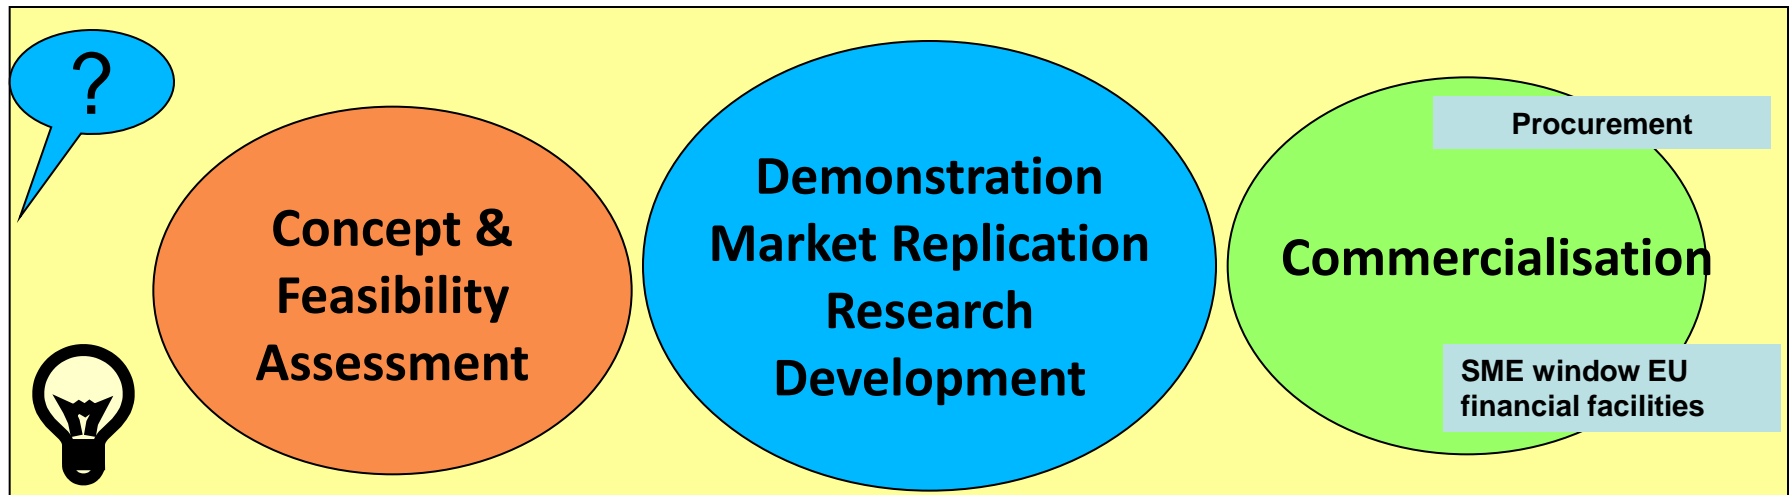 ?
Concept &
Feasibility
Assessment
Demonstration
Market Replication
Research
Development
Procurement
Commercialisation
SME window EU
financial facilities